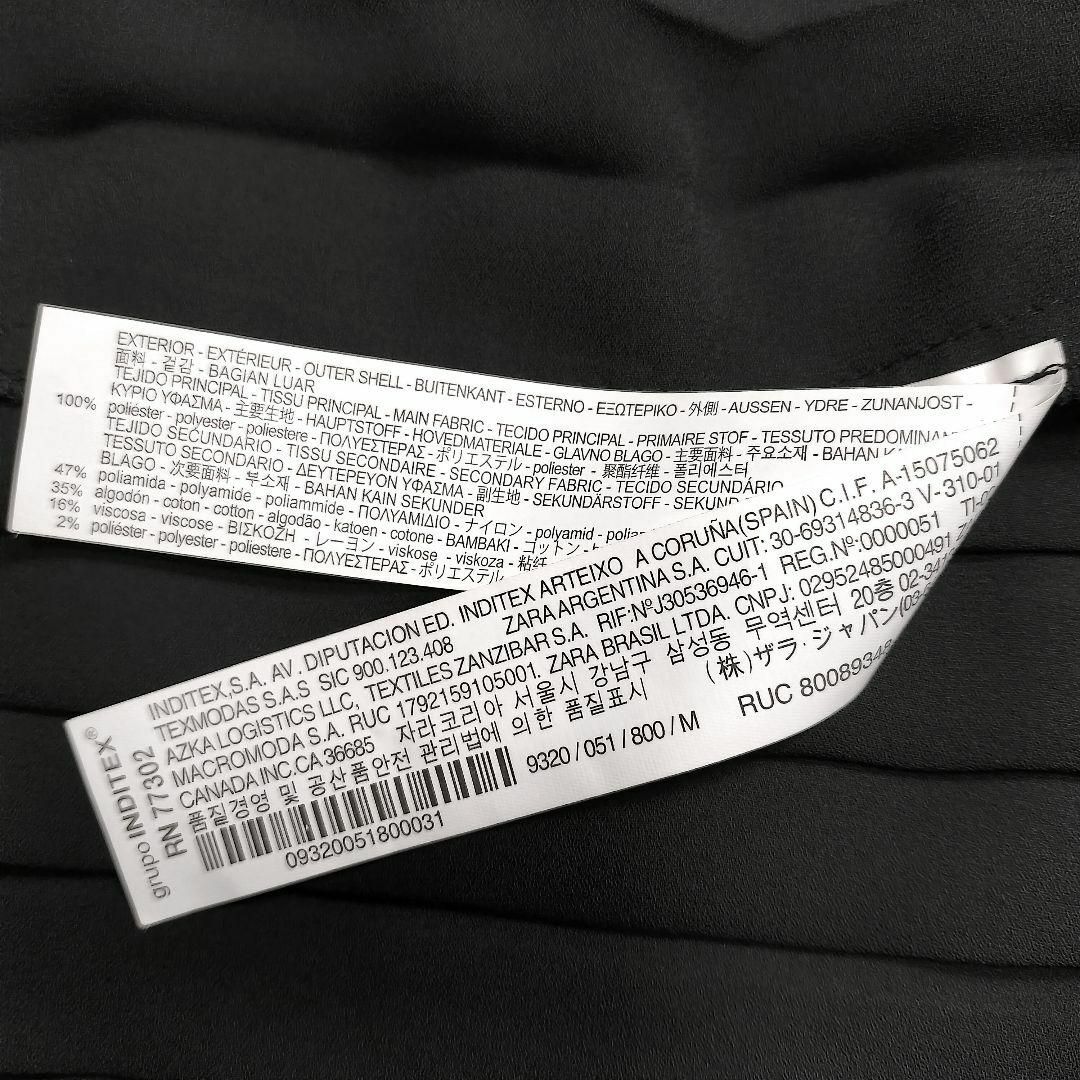 EXTERIOR - EXTÉRIEUR - OUTER SHELL - BUITENKANT - ESTERNO - ΕΞΩΤΕΡΙΚΟ - 外側 - AUSSEN - YDRE - ZUNANJOST -
面料 - 겉감 - BAGIAN LUAR
TEJIDO PRINCIPAL - TISSU PRINCIPAL - MAIN FABRIC - TECIDO PRINCIPAL - PRIMAIRE STOF - TESSUTO
ΚΥΡΙΟ ΥΦΑΣΜΑ - 主要生地 - HAUPTSTOFF - HOVEDMATERIALE - GLAVNO BLAGO - 主要面料 - 주요소재 - BAHAN
100% poliéster - polyester - poliestere - ΠΟΛΥΕΣΤΕΡΑΣ - ポリエステル - poliester - 聚酯纤维 - 폴리에스터
TEJIDO SECUNDARIO - TISSU SECONDAIRE - SECONDARY FABRIC - TECIDO SECUNDÁRIO
TESSUTO SECONDARIO - ΔΕΥΤΕΡΕΥΟΝ ΥΦΑΣΜΑ - 副生地 - SEKUNDÄRSTOFF -
BLAGO - 次要面料 - 부소재 - BAHAN KAIN SEKUNDER
47% poliamida - polyamide - poliammide - ΠΟΛΥΑΜΙΔΙΟ - ナイロン - polyamid -
35% algodón - coton - cotton - algodão - katoen - cotone - ΒΑΜΒΑΚΙ - コットン -
16% viscosa - viscose - ΒΙΣΚΟΖΗ - レーヨン - viskose - viskoza - 粘纤
2% poliéster - polyester - poliestere - ΠΟΛΥΕΣΤΕΡΑΣ - ポリエステル
grupo INDITEX®
RN 77302
INDITEX,S.A. AV. DIPUTACION ED. INDITEX ARTEIXO A CORUÑA(SPAIN) C.I.F. A-15075062
TEXMODAS S.A.S SIC 900.123.408 ZARA ARGENTINA S.A. CUIT: 30-69314836-3 V-310-01
AZKA LOGISTICS LLC, TEXTILES ZANZIBAR S.A. RIF:NºJ30536946-1 REG.Nº:0000051
MACROMODA S.A. RUC 1792159105001. ZARA BRASIL LTDA. CNPJ: 02952485000491
CANADA INC.CA 36685 자라코리아 서울시 강남구 삼성동 무역센터 20층 02-34
품질경영 및 공산품안전 관리법에 의한 품질표시 (株)ザラ・ジャパン(03-
09320051800031 9320 / 051 / 800 / M RUC 8008934